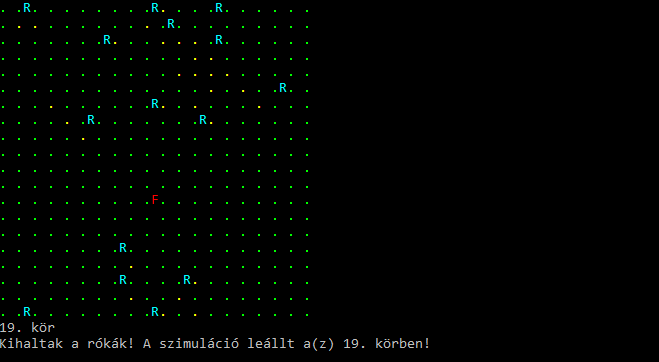 . .R. . . . . . . .R. . . .R. . . . . .
. . . . . . . . . . .R. . . . . . . . .
. . . . . . .R. . . . . . .R. . . . . .
. . . . . . . . . . . . . . . . . . . .
. . . . . . . . . . . . . . . . . . . .
. . . . . . . . . . . . . . . . . .R. .
. . . . . . . . . .R. . . . . . . . . .
. . . . . .R. . . . . . .R. . . . . . .
. . . . . . . . . . . . . . . . . . . .
. . . . . . . . . . . . . . . . . . . .
. . . . . . . . . . . . . . . . . . . .
. . . . . . . . . . . . . . . . . . . .
. . . . . . . . . .F. . . . . . . . . .
. . . . . . . . . . . . . . . . . . . .
. . . . . . . . . . . . . . . . . . . .
. . . . . . . .R. . . . . . . . . . . .
. . . . . . . . . . . . . . . . . . . .
. . . . . . . .R. . . .R. . . . . . . .
. . . . . . . . . . . . . . . . . . . .
. .R. . . . . . . .R. . . . . . . . . .
19. kör
Kihaltak a rókák! A szimuláció leállt a(z) 19. körben!